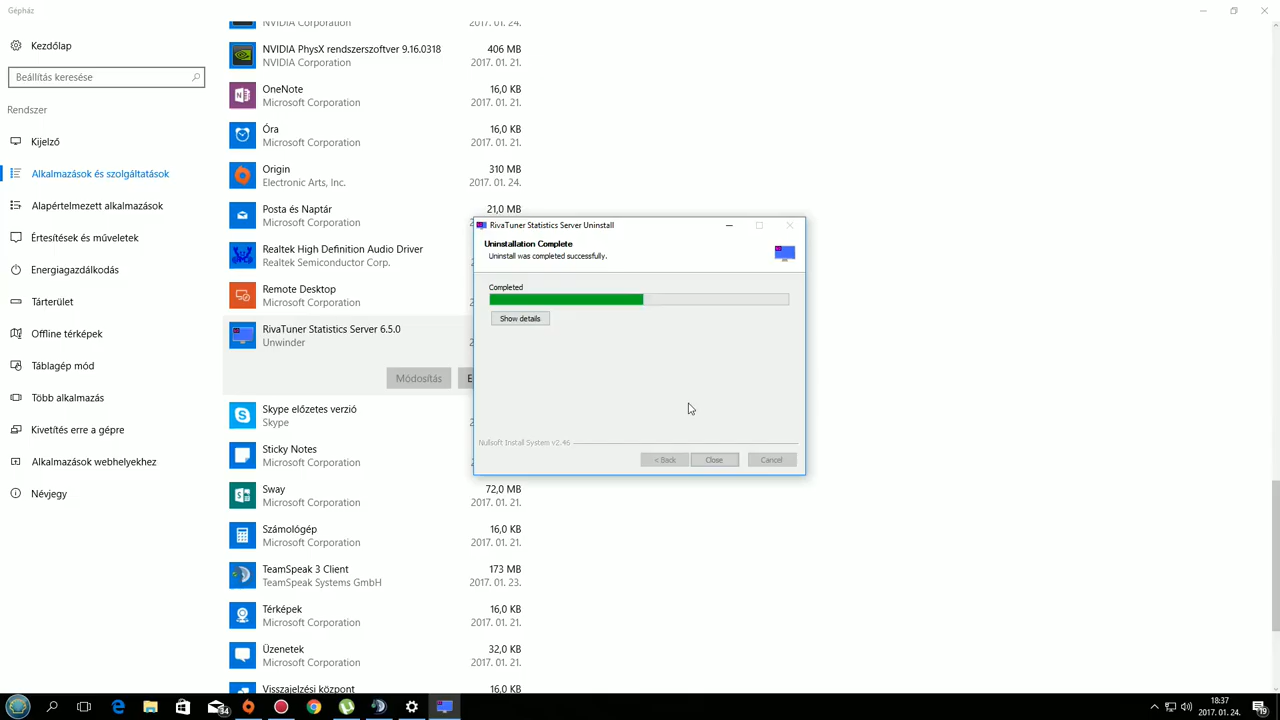 Gépház
Kezdőlap
Beállítás keresése
Rendszer
Kijelző
Alkalmazások és szolgáltatások
Alapértelmezett alkalmazások
Értesítések és műveletek
Energiagazdálkodás
Tárterület
Offline térképek
Táblagép mód
Több alkalmazás
Kivetítés erre a gépre
Alkalmazások webhelyekhez
Névjegy
NVIDIA Corporation 2017. 01. 24.
NVIDIA PhysX rendszerszoftver 9.16.0318 406 MB
NVIDIA Corporation 2017. 01. 21.
OneNote 16,0 KB
Microsoft Corporation 2017. 01. 21.
Óra 16,0 KB
Microsoft Corporation 2017. 01. 21.
Origin 310 MB
Electronic Arts, Inc. 2017. 01. 24.
Posta és Naptár 21,0 MB
Microsoft Corporation
Realtek High Definition Audio Driver
Realtek Semiconductor Corp.
Remote Desktop
Microsoft Corporation
RivaTuner Statistics Server 6.5.0
Unwinder
Módosítás
Skype előzetes verzió
Skype
Sticky Notes
Microsoft Corporation
Sway 72,0 MB
Microsoft Corporation 2017. 01. 21.
Számológép 16,0 KB
Microsoft Corporation 2017. 01. 21.
TeamSpeak 3 Client 173 MB
TeamSpeak Systems GmbH 2017. 01. 23.
Térképek 16,0 KB
Microsoft Corporation 2017. 01. 21.
Üzenetek 32,0 KB
Microsoft Corporation 2017. 01. 21.
Visszajelzési központ 16,0 KB
RivaTuner Statistics Server Uninstall
Uninstallation Complete
Uninstall was completed successfully.
Completed
Show details
Nullsoft Install System v2.46
< Back Close Cancel
34
18:37
2017. 01. 24.
19